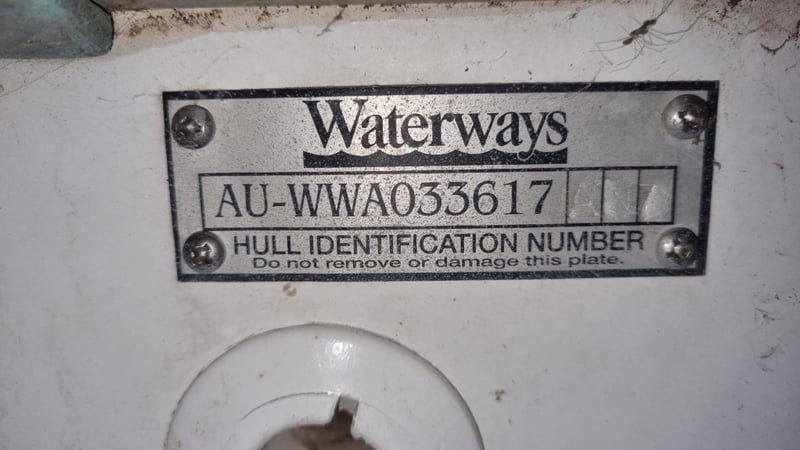 Waterways
AU-WWA033617
HULL IDENTIFICATION NUMBER
Do not remove or damage this plate.